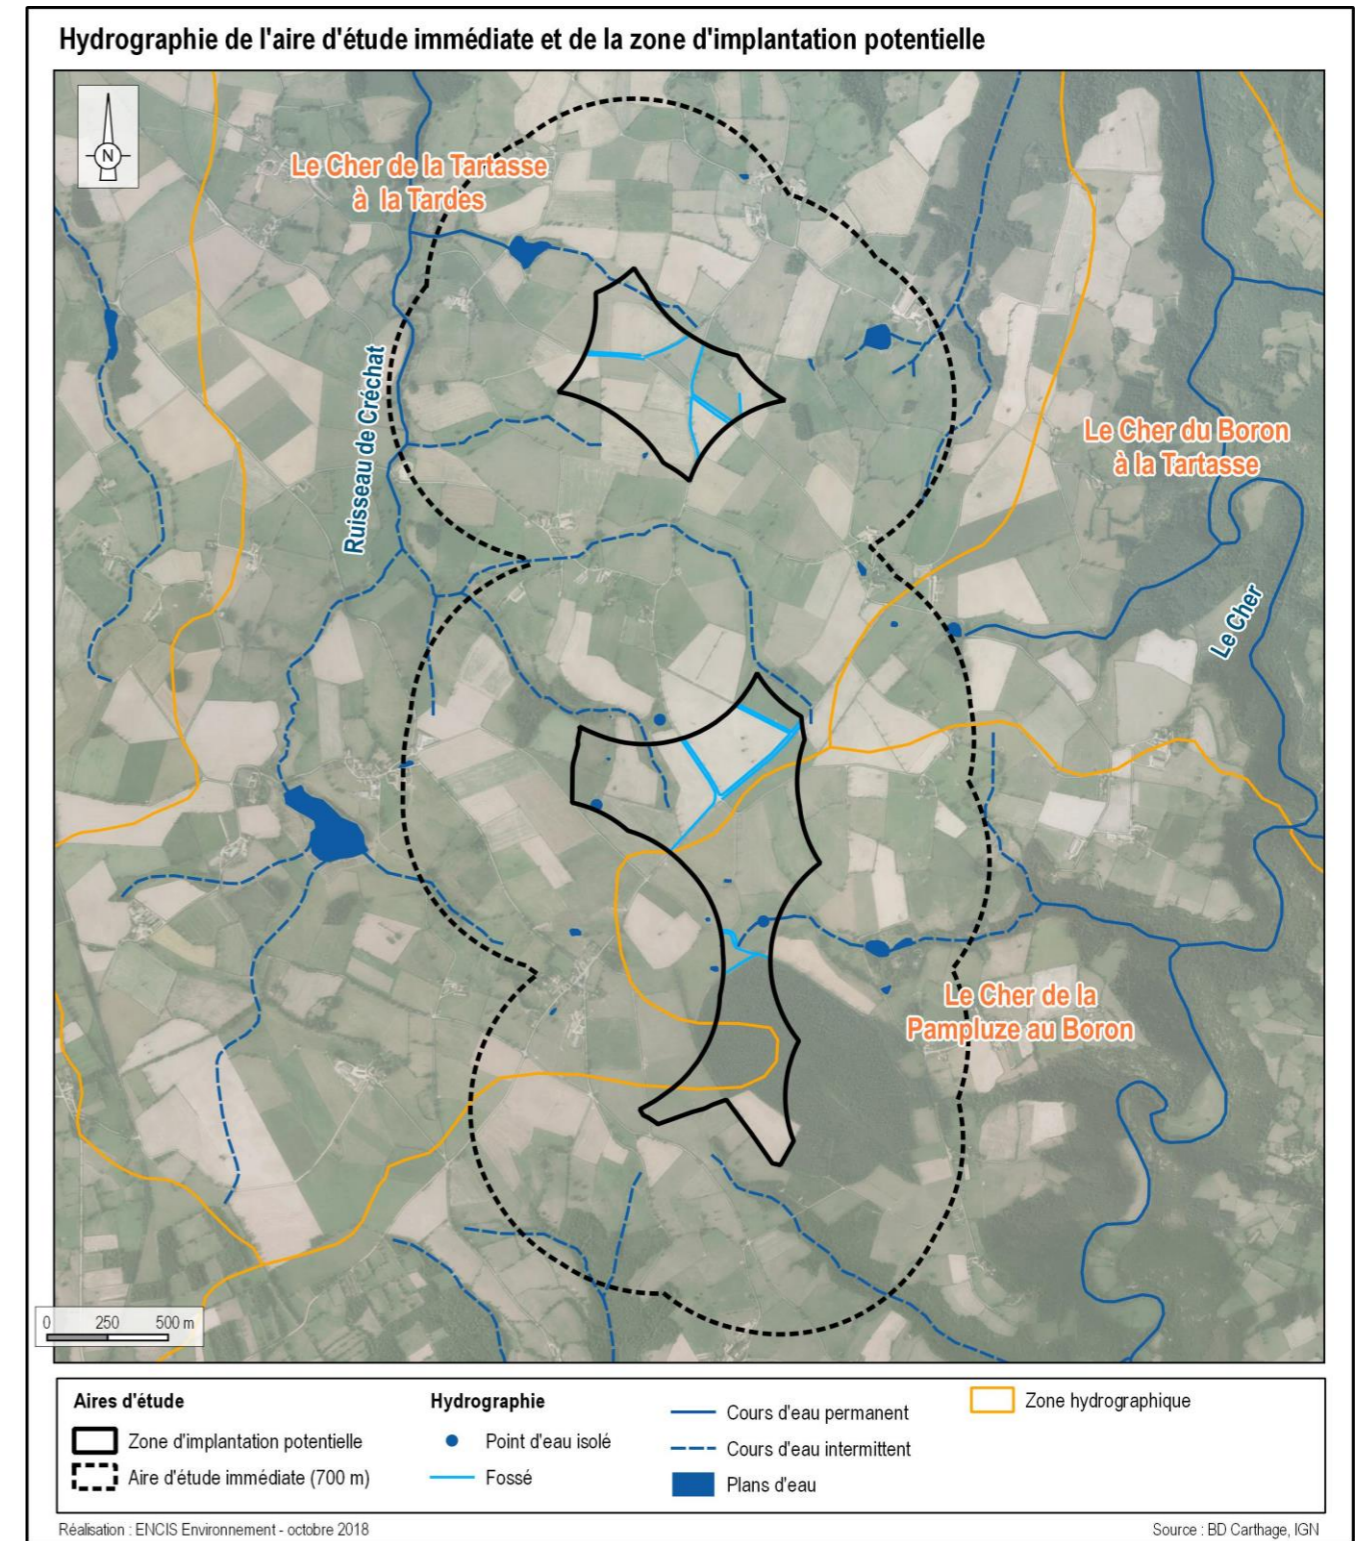 Hydrographie de l'aire d'étude immédiate et de la zone d'implantation potentielle
N
Le Cher de la Tartasse
à la Tardes
Ruisseau de Créchat
Le Cher du Boron
à la Tartasse
Le Cher
Le Cher de la
Pampluze au Boron
0 250 500 m
Aires d'étude
Zone d'implantation potentielle
Aire d'étude immédiate (700 m)
Hydrographie
Point d'eau isolé
Fossé
Cours d'eau permanent
Cours d'eau intermittent
Plans d'eau
Zone hydrographique
Réalisation : ENCIS Environnement - octobre 2018
Source : BD Carthage, IGN